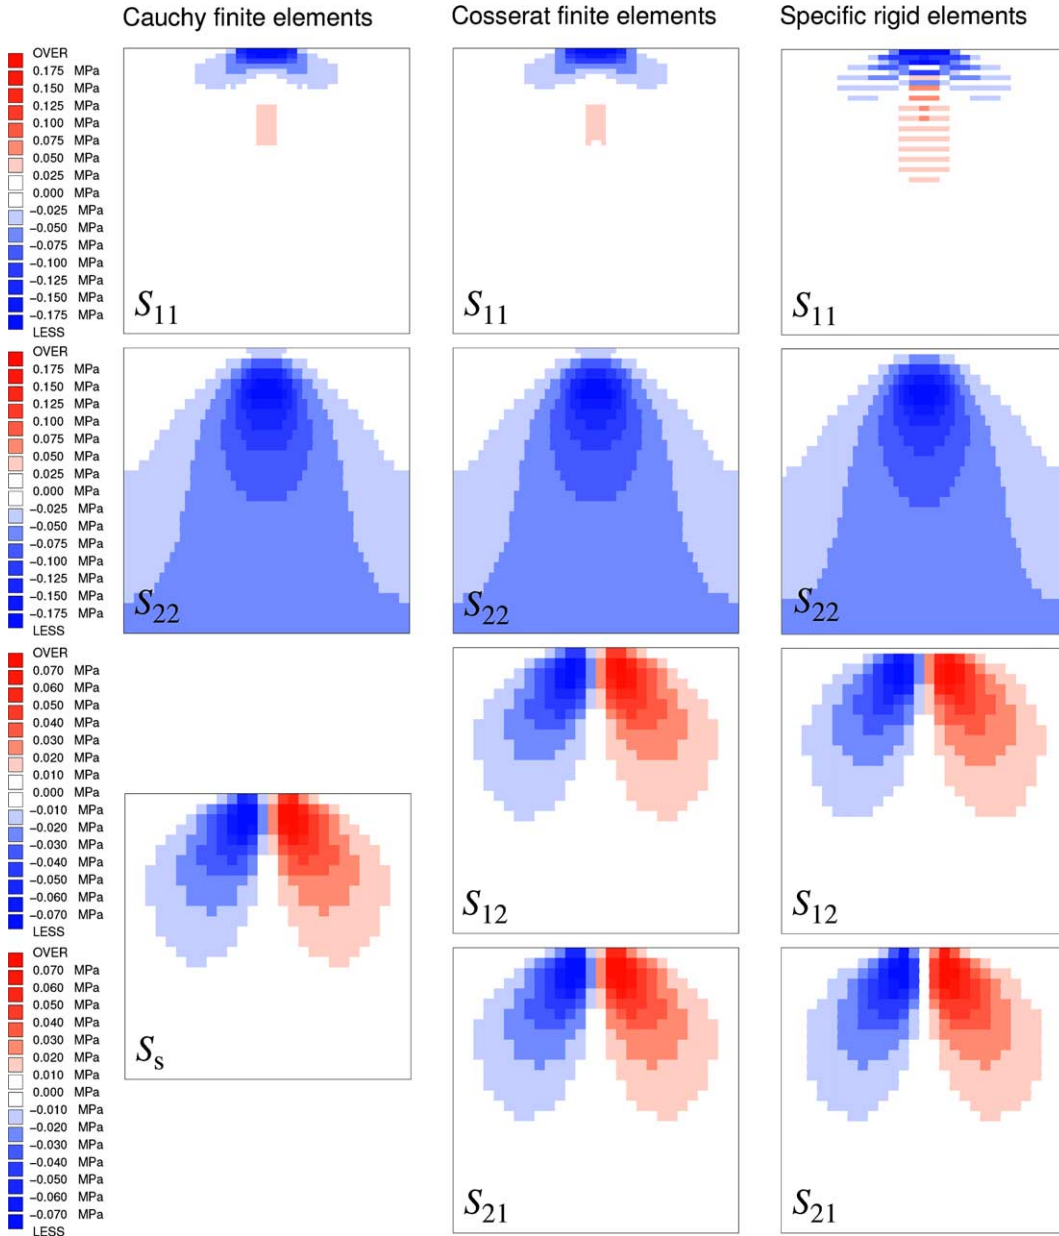 Cauchy finite elements
Cosserat finite elements
Specific rigid elements
OVER
0.175 MPa
0.150 MPa
0.125 MPa
0.100 MPa
0.075 MPa
0.050 MPa
0.025 MPa
0.000 MPa
−0.025 MPa
−0.050 MPa
−0.075 MPa
−0.100 MPa
−0.125 MPa
−0.150 MPa
−0.175 MPa
LESS
S11
S11
S11
OVER
0.175 MPa
0.150 MPa
0.125 MPa
0.100 MPa
0.075 MPa
0.050 MPa
0.025 MPa
0.000 MPa
−0.025 MPa
−0.050 MPa
−0.075 MPa
−0.100 MPa
−0.125 MPa
−0.150 MPa
−0.175 MPa
LESS
S22
S22
S22
OVER
0.070 MPa
0.060 MPa
0.050 MPa
0.040 MPa
0.030 MPa
0.020 MPa
0.010 MPa
0.000 MPa
−0.010 MPa
−0.020 MPa
−0.030 MPa
−0.040 MPa
−0.050 MPa
−0.060 MPa
−0.070 MPa
LESS
S12
S12
OVER
0.070 MPa
0.060 MPa
0.050 MPa
0.040 MPa
0.030 MPa
0.020 MPa
0.010 MPa
0.000 MPa
−0.010 MPa
−0.020 MPa
−0.030 MPa
−0.040 MPa
−0.050 MPa
−0.060 MPa
−0.070 MPa
LESS
Ss
S21
S21